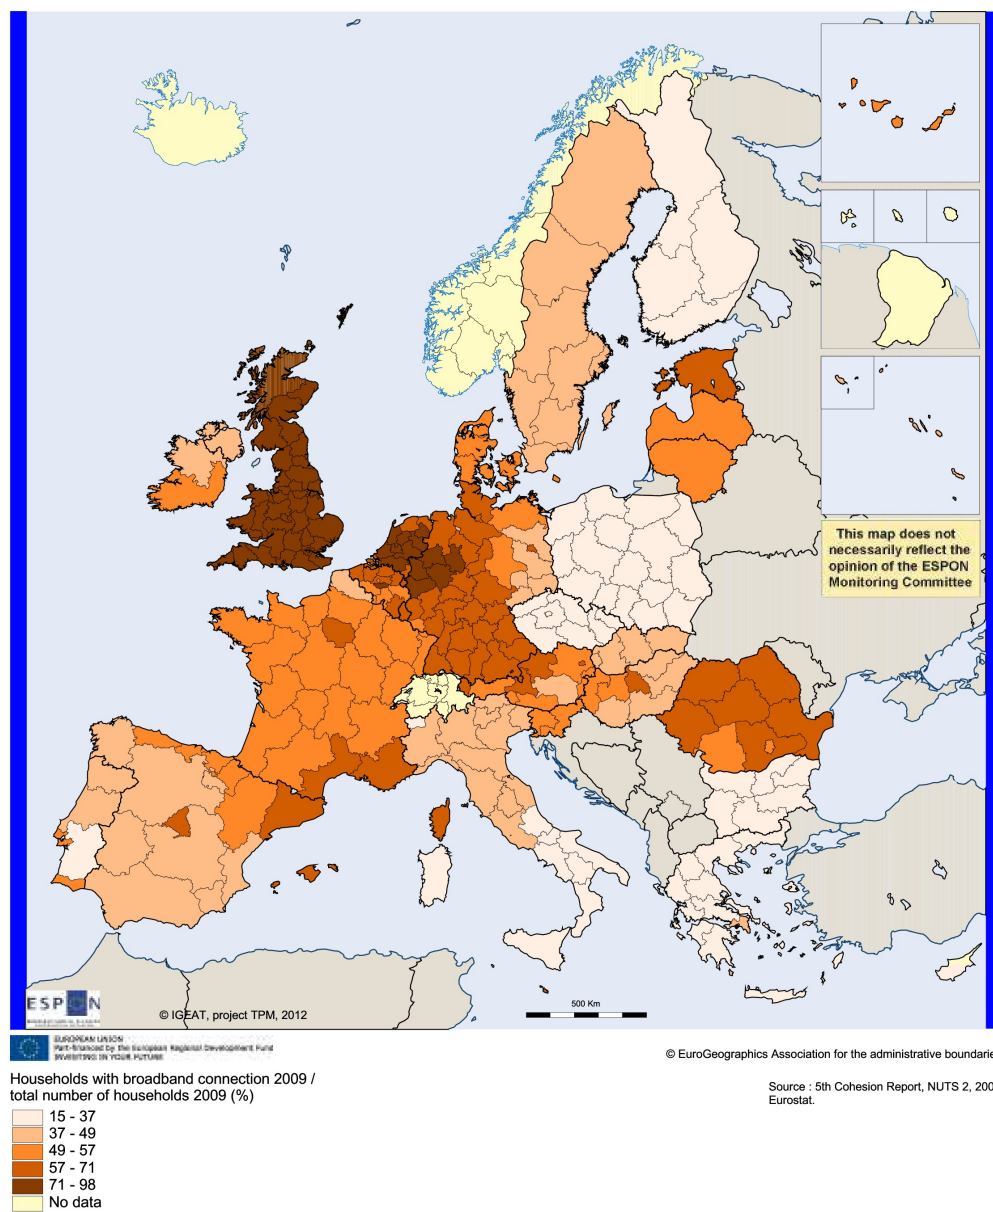 This map does not
necessarily reflect the
opinion of the ESPON
Monitoring Committee
500 Km
ESPON
© IGEAT, project TPM, 2012
EUROPEAN UNION
Part-financed by the European Regional Development Fund
INVESTING IN YOUR FUTURE
© EuroGeographics Association for the administrative boundarie
Households with broadband connection 2009 /
total number of households 2009 (%)
Source : 5th Cohesion Report, NUTS 2, 200
Eurostat.
15 - 37
37 - 49
49 - 57
57 - 71
71 - 98
No data